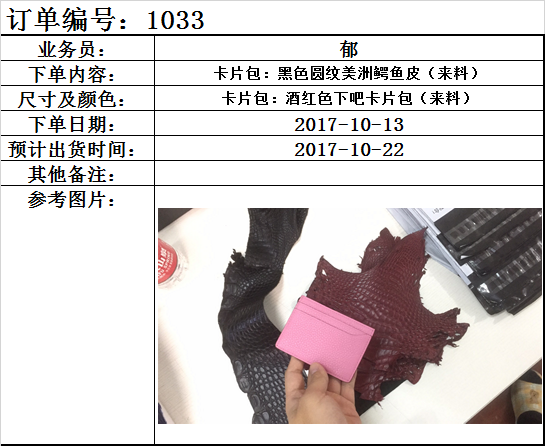 订单编号：1033
业务员： 郁
下单内容： 卡片包：黑色圆纹美洲鳄鱼皮（来料）
尺寸及颜色： 卡片包：酒红色下吧卡片包（来料）
下单日期： 2017-10-13
预计出货时间： 2017-10-22
其他备注：
参考图片：